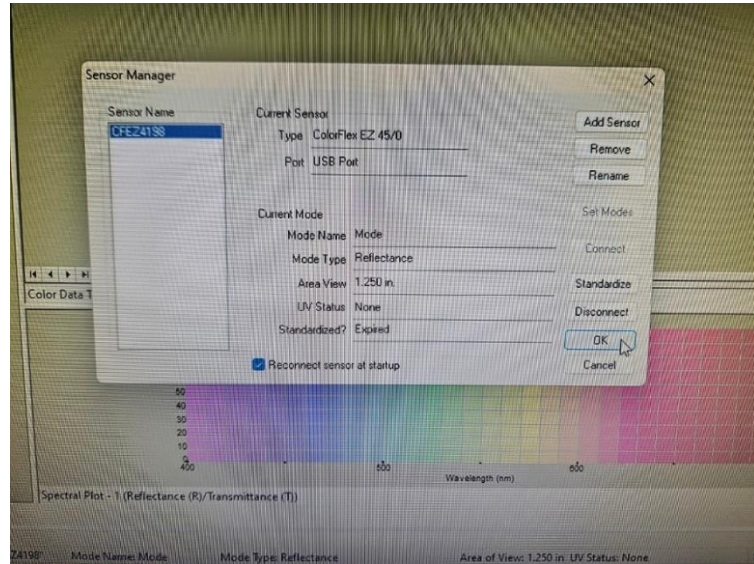 Sensor Manager
Sensor Name
CFEZ4198
Current Sensor
Type ColorFlex EZ 45/0
Port USB Port
Current Mode
Mode Name Mode
Mode Type Reflectance
Area View 1.250 in.
UV Status None
Standardized? Expired
Reconnect sensor at startup
Add Sensor
Remove
Rename
Set Modes
Connect
Standardize
Disconnect
OK
Cancel
Color Data T
50
40
30
20
10
0
400
500
600
Wavelength (nm)
Spectral Plot - 1 (Reflectance (R)/Transmittance (T))
Z4198" Mode Name: Mode Mode Type: Reflectance Area of View: 1.250 in. UV Status: None